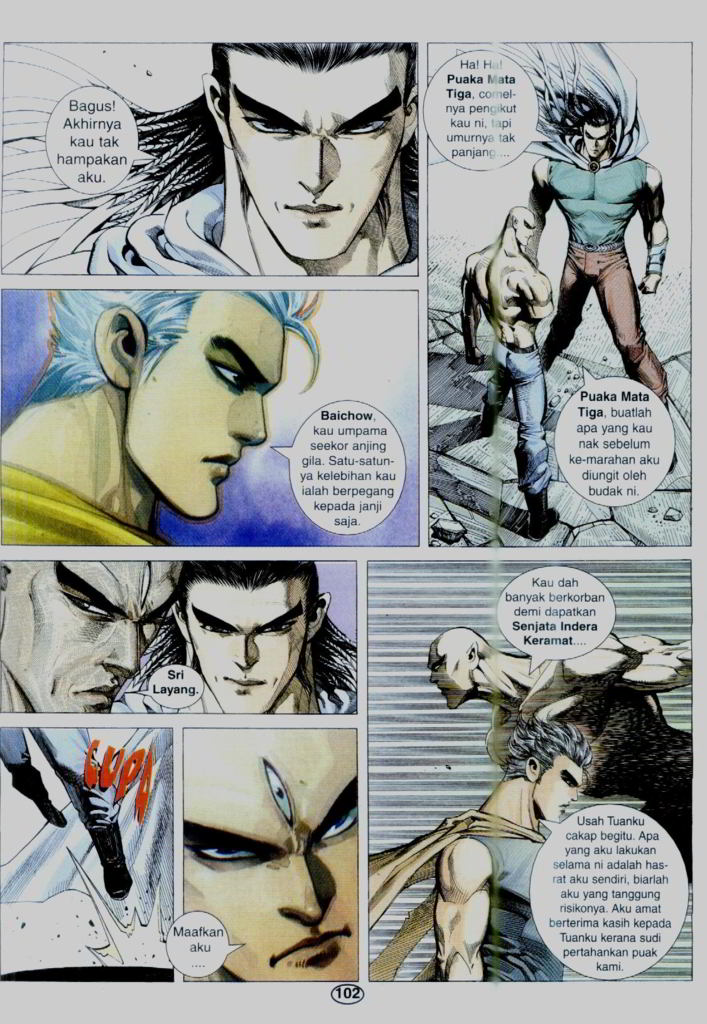 Bagus!
Akhirnya
kau tak
hampakan
aku.
Ha! Ha!
Puaka Mata
Tiga, comel-
nya pengikut
kau ni, tapi
umurnya tak
panjang....
Puaka Mata
Tiga, buatlah
apa yang kau
nak sebelum
ke-marahan aku
diungit oleh
budak ni.
Baichow,
kau umpama
seekor anjing
gila. Satu-satun-
ya kelebihan kau
ialah berpegang
kepada janji
saja.
Sri
Layang.
Kau dah
banyak berkorban
demi dapatkan
Senjata Indera
Keramat....
Usah Tuanku
cakap begitu. Apa
yang aku lakukan
selama ni adalah has-
rat aku sendiri, biarlah
aku yang tanggung
risikonya. Aku amat
berterima kasih kepada
Tuanku kerana sudi
pertahankan puak
kami.
Maafkan
aku
....
102